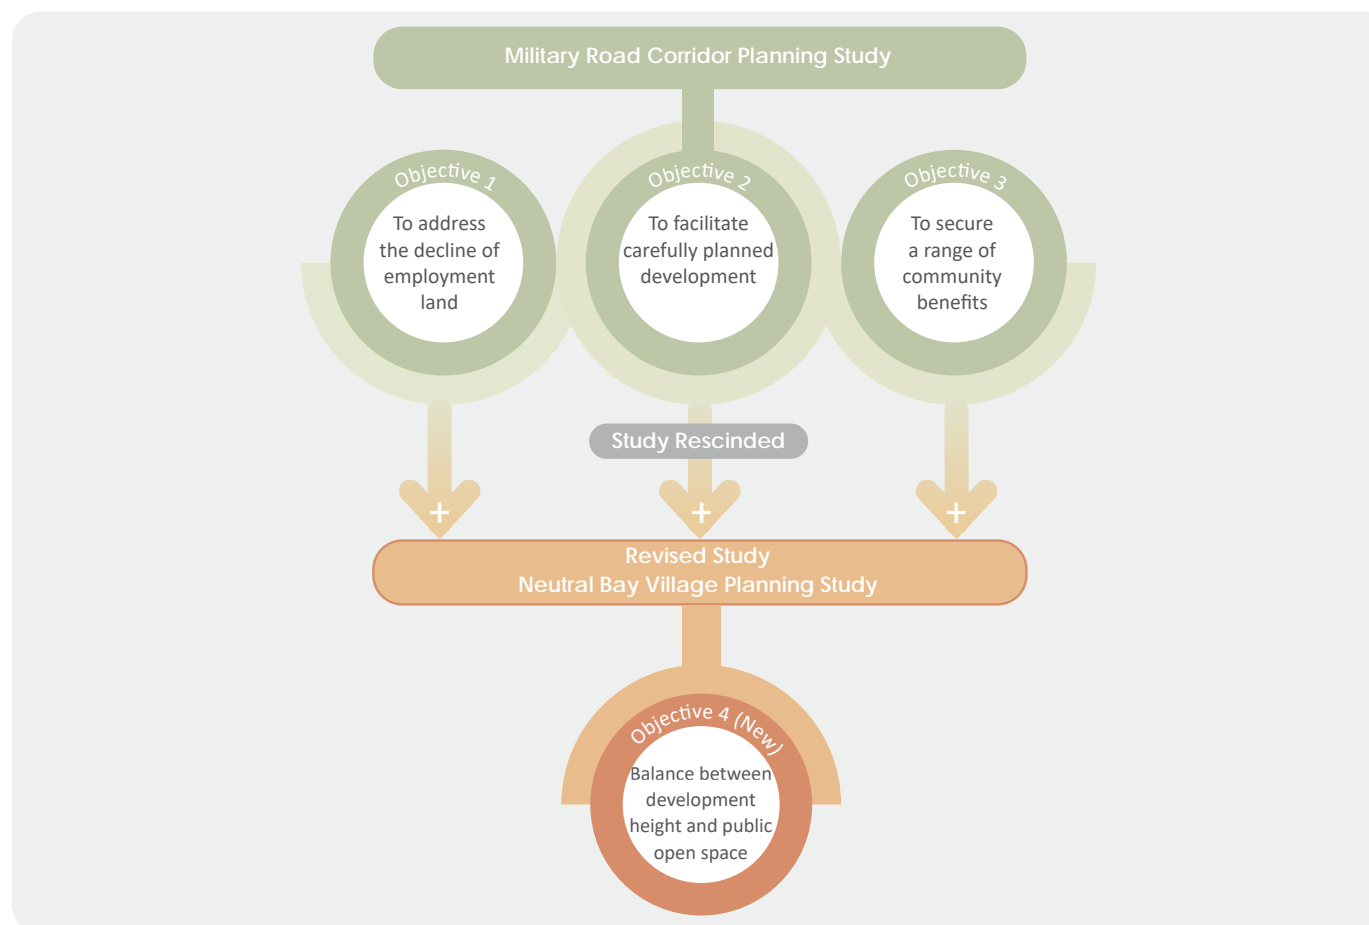 Military Road Corridor Planning Study
Objective 1
To address
the decline of
employment
land
Objective 2
To facilitate
carefully planned
development
Objective 3
To secure
a range of
community
benefits
Study Rescinded
+
+
+
Revised Study
Neutral Bay Village Planning Study
Objective 4 (New)
Balance between
development
height and public
open space